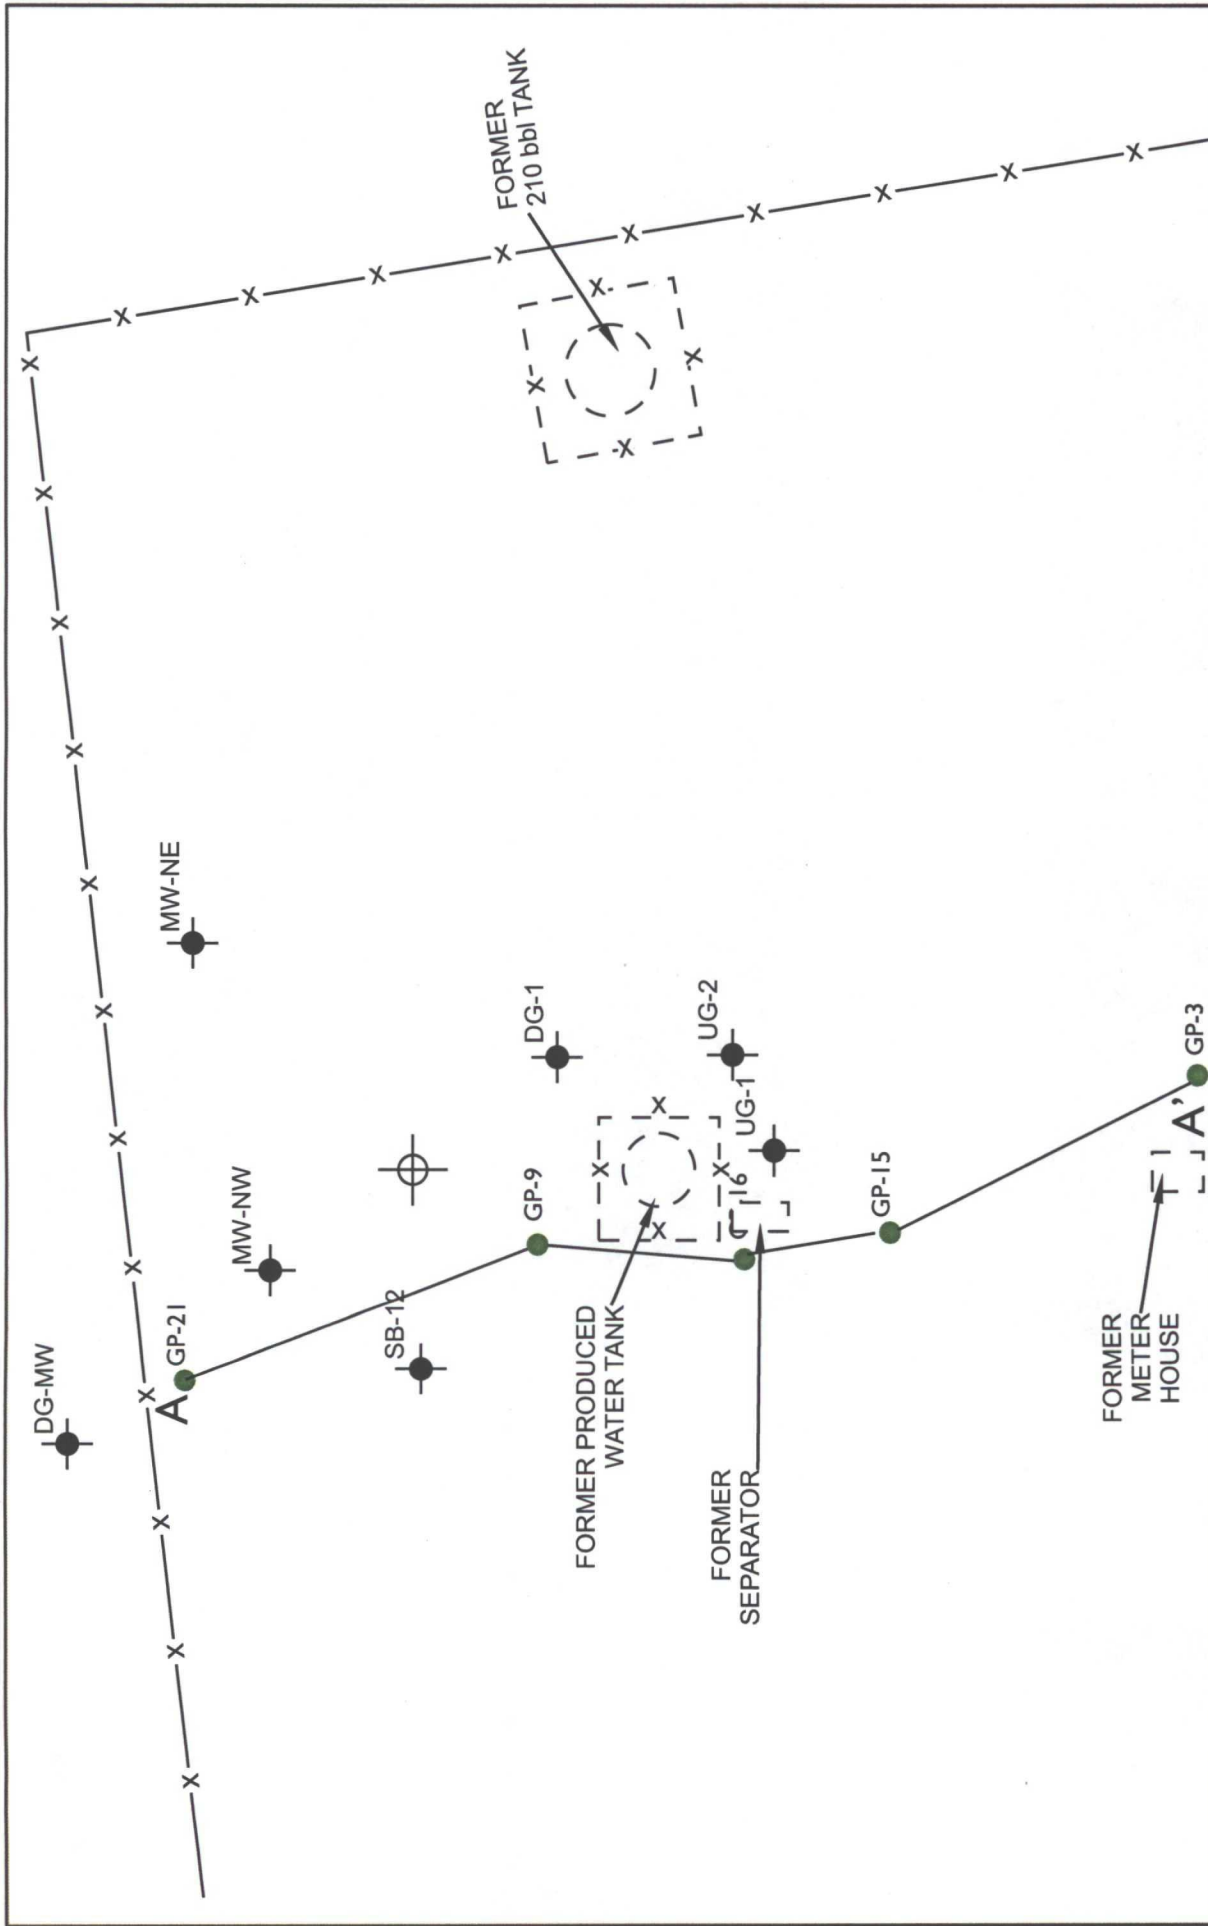 FORMER
210 bbl TANK
MW-NE
DG-1
UG-2
UG-1
MW-NW
GP-9
16
GP-15
GP-3
A'
DG-MW
GP-21
A
SB-12
FORMER PRODUCED
WATER TANK
FORMER
SEPARATOR
FORMER
METER
HOUSE